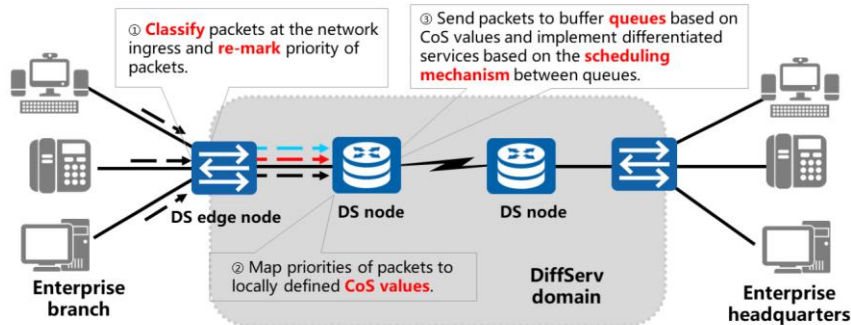 ① Classify packets at the network
ingress and re-mark priority of
packets.
③ Send packets to buffer queues based on
CoS values and implement differentiated
services based on the scheduling
mechanism between queues.
DS edge node
DS node
DS node
② Map priorities of packets to
locally defined CoS values.
DiffServ
domain
Enterprise
branch
Enterprise
headquarters